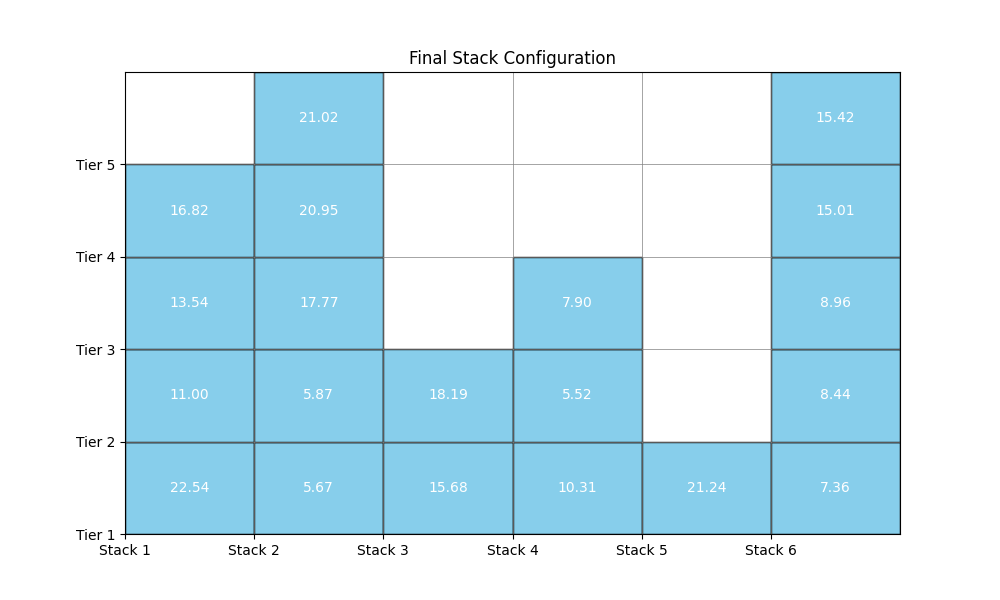 Final Stack Configuration
21.02 15.42
Tier 5
16.82 20.95 15.01
Tier 4
13.54 17.77 7.90 8.96
Tier 3
11.00 5.87 18.19 5.52 8.44
Tier 2
22.54 5.67 15.68 10.31 21.24 7.36
Tier 1
Stack 1 Stack 2 Stack 3 Stack 4 Stack 5 Stack 6